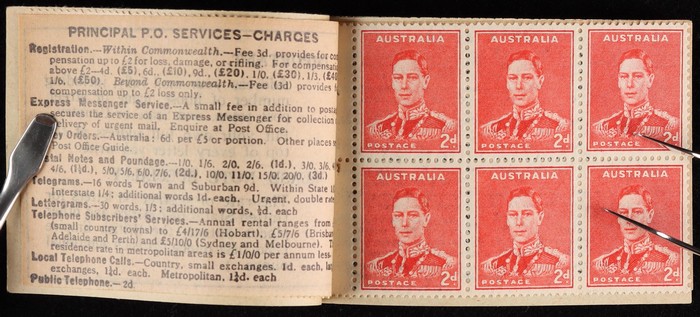 PRINCIPAL P.O. SERVICES—CHARGES
Registration.—Within Commonwealth.—Fee 3d. provides for com
pensation up to £2 for loss, damage, or rifling. For compensa
above £2—4d. (£5), 6d., (£10), 9d., (£20), 1/0, (£30), 1/3, (£40
1/6, (£50). Beyond Commonwealth.—Fee (3d) provides
compensation up to £2 loss only.
Express Messenger Service.—A small fee in addition to posta
secures the service of an Express Messenger for collection
elivery of urgent mail. Enquire at Post Office.
ey Orders.—Australia: 6d. per £5 or portion. Other places
Post Office Guide.
stal Notes and Poundage.—1/0, 1/6, 2/0, 2/6, (1d.), 3/0, 3/6,
4/6, (1½d.), 5/0, 5/6, 6/0, 7/6, (2d.), 10/0, 11/0, 15/0, 20/0, (3d.)
Telegrams.—16 words Town and Suburban 9d. Within State
Interstate 1/4; additional words 1d. each. Urgent, double rate
Lettergrams.—30 words, 1/3; additional words, ½d. each
Telephone Subscribers' Services.—Annual rental ranges from
(small country towns) to £4/17/6 (Hobart), £5/7/6 (Brisb
Adelaide and Perth) and £5/10/0 (Sydney and Melbourne). T
residence rate in metropolitan areas is £1/0/0 per annum less
Local Telephone Calls.—Country, small exchanges, 1d. each, la
exchanges, 1¼d. each. Metropolitan, 1¼d. each
Public Telephone.—2d.
AUSTRALIA AUSTRALIA AUSTRALIA
POSTAGE 2d POSTAGE 2d POSTAGE 2d
AUSTRALIA AUSTRALIA AUSTRALIA
POSTAGE 2d POSTAGE 2d POSTAGE 2d